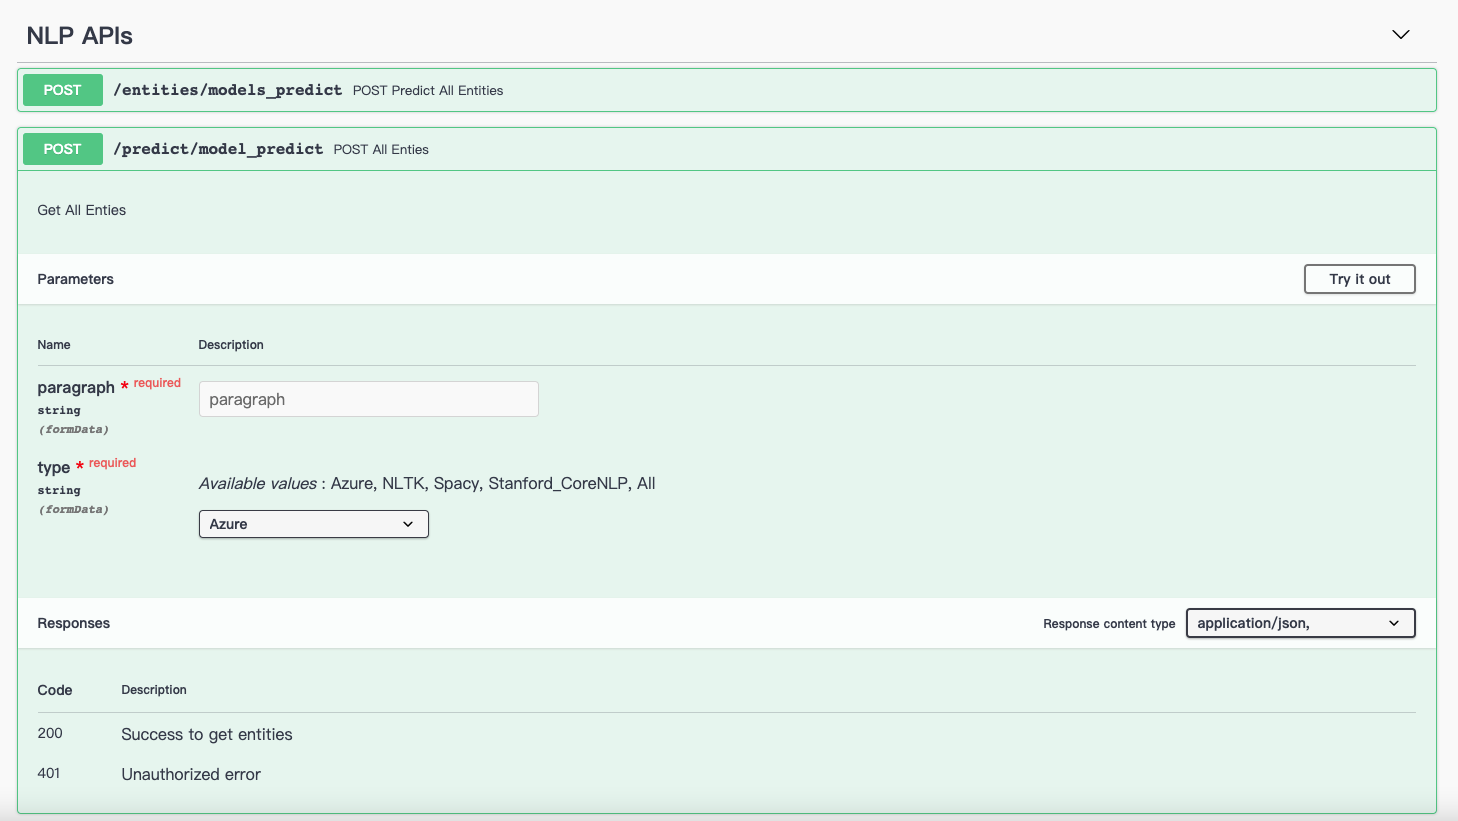 NLP APIs
POST /entities/models_predict POST Predict All Entities
POST /predict/model_predict POST All Enties
Get All Enties
Parameters Try it out
Name Description
paragraph * required
string
(formData)
paragraph
type * required
string
(formData)
Available values : Azure, NLTK, Spacy, Stanford_CoreNLP, All
Azure
Responses Response content type application/json,
Code Description
200 Success to get entities
401 Unauthorized error